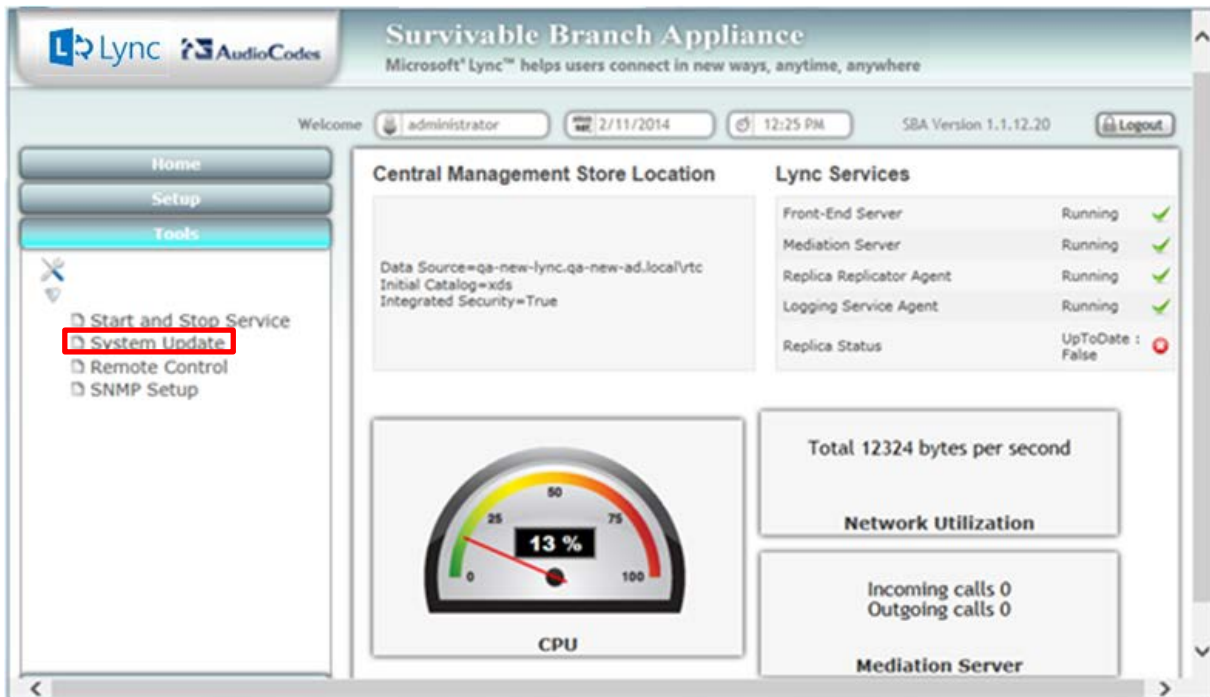 Lync AudioCodes
Survivable Branch Appliance
Microsoft® Lync™ helps users connect in new ways, anytime, anywhere
Welcome administrator 2/11/2014 12:25 PM SBA Version 1.1.12.20 Logout
Home
Setup
Tools
Start and Stop Service
System Update
Remote Control
SNMP Setup
Central Management Store Location
Data Source=qa-new-lync.qa-new-ad.local\rtc
Initial Catalog=xds
Integrated Security=True
Lync Services
Front-End Server Running
Mediation Server Running
Replica Replicator Agent Running
Logging Service Agent Running
Replica Status UpToDate :
False
50
25 75
13 %
0 100
CPU
Total 12324 bytes per second
Network Utilization
Incoming calls 0
Outgoing calls 0
Mediation Server